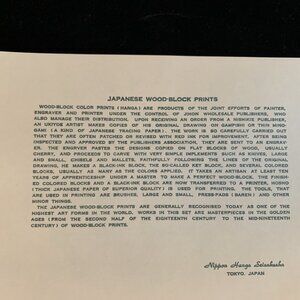 JAPANESE WOOD-BLOCK PRINTS
WOOD-BLOCK COLOR PRINTS (HANGA) ARE PRODUCTS OF THE JOINT EFFORTS OF PAINTER,
ENGRAVER AND PRINTER UNDER THE CONTROL OF JIHON WHOLESALE PUBLISHERS, WHO
ALSO MANAGE THEIR DISTRIBUTION. UPON RECEIVING AN ORDER FROM A NISHIKIE PUBLISHER,
AN UKIYOE ARTIST MAKES COPIES OF HIS ORIGINAL DRAWING ON GAMPISHI OR THIN MINO-
GAMI (A KIND OF JAPANESE TRACING PAPER). THE WORK IS SO CAREFULLY CARRIED OUT
THAT THEY ARE OFTEN PATCHED OR REVISED WITH RED INK FOR IMPROVEMENT. AFTER BEING
INSPECTED AND APPROVED BY THE PUBLISHERS ASSOCIATION, THEY ARE SENT TO AN ENGRA-
VER. THE ENGRAVER PASTES THE DESIGNS COPIED ON FLAT BLOCKS OF WOOD, USUALLY
CHERRY, AND PROCEEDS TO CARVE WITH VERY SIMPLE IMPLEMENTS SUCH AS KNIVES, LARGE
AND SMALL, CHISELS AND MALLETS. FAITHFULLY FOLLOWING THE LINES OF THE ORIGINAL
DRAWING, HE MAKES A BLACK-INK BLOCK, THE SO-CALLED KEY BLOCK, AND SEVERAL COLORED
BLOCKS, USUALLY AS MANY AS THE COLORS APPLIED. IT TAKES AN ARTISAN AT LEAST TEN
YEARS OF APPRENTICESHIP UNDER A MASTER TO MAKE A PERFECT WOOD-BLOCK. THE FINISH-
ED COLORED BLOCKS AND A BLACK-INK BLOCK ARE NOW TRANSFERRED TO A PRINTER. HOSHO
(THICK JAPANESE PAPER OF SUPERIOR QUALITY) IS USED FOR PRINTING. THE TOOLS, THAT
ARE USED IN PRINTING ARE BRUSHES, LARGE AND SMALL, PRESS-PADS (BAREN) AND OTHER
MINOR THINGS.
THE JAPANESE WOOD-BLOCK PRINTS ARE GENERALLY RECOGNISED TODAY AS ONE OF THE
HIGHEST ART FORMS IN THE WORLD. WORKS IN THIS SET ARE MASTERPIECES IN THE GOLDEN
AGES (FROM THE SECOND HALF OF THE EIGHTEENTH CENTURY TO THE MID-NINETEENTH
CENTURY) OF WOOD-BLOCK PRINTS.
Nippon Hanga Seisakusha
TOKYO. JAPAN